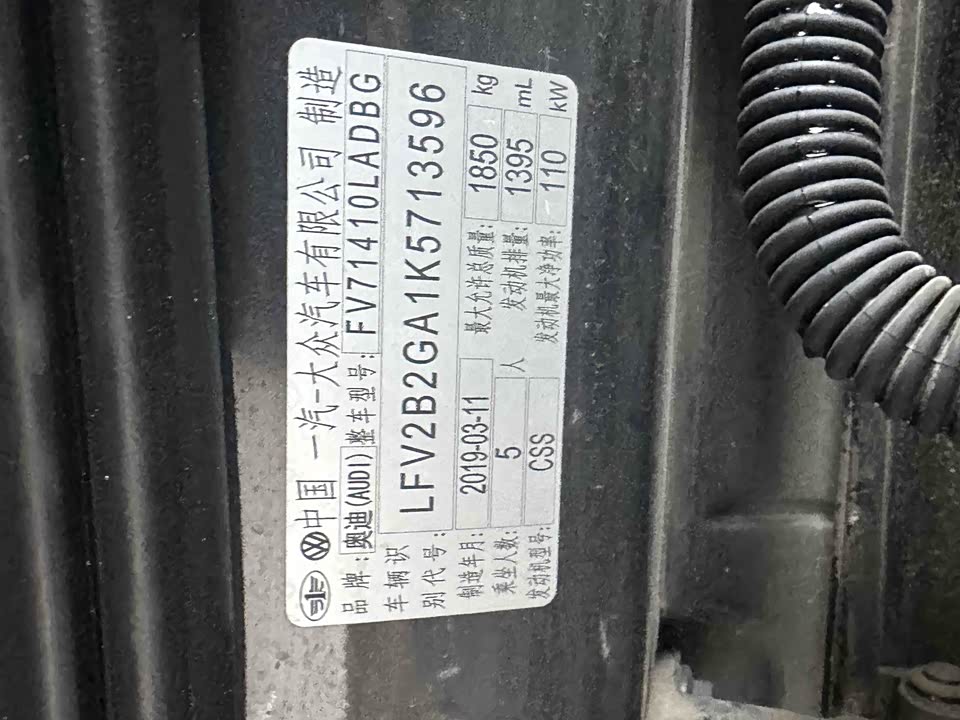 中国 一汽-大众汽车有限公司 制造
品牌: 奥迪(AUDI) 整车型号: FV71410LADBG
车辆识别代号: LFV2B2GA1K5713596
制造年月: 2019-03-11 最大允许总质量: 1850 kg
乘坐人数: 5 人 发动机排量: 1395 mL
发动机型号: CSS 发动机最大净功率: 110 kW